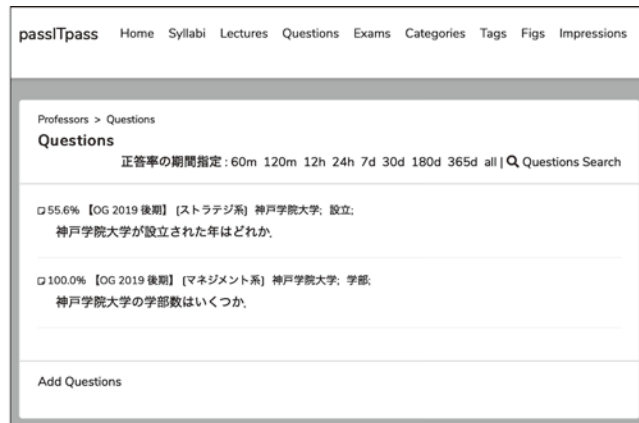 passITpass Home Syllabi Lectures Questions Exams Categories Tags Figs Impressions
Professors > Questions
Questions
正答率の期間指定 : 60m 120m 12h 24h 7d 30d 180d 365d all | Questions Search
55.6% 【OG 2019 後期】 [ストラテジ系] 神戸学院大学; 設立;
神戸学院大学が設立された年はどれか.
100.0% 【OG 2019 後期】 [マネジメント系] 神戸学院大学; 学部;
神戸学院大学の学部数はいくつか.
Add Questions